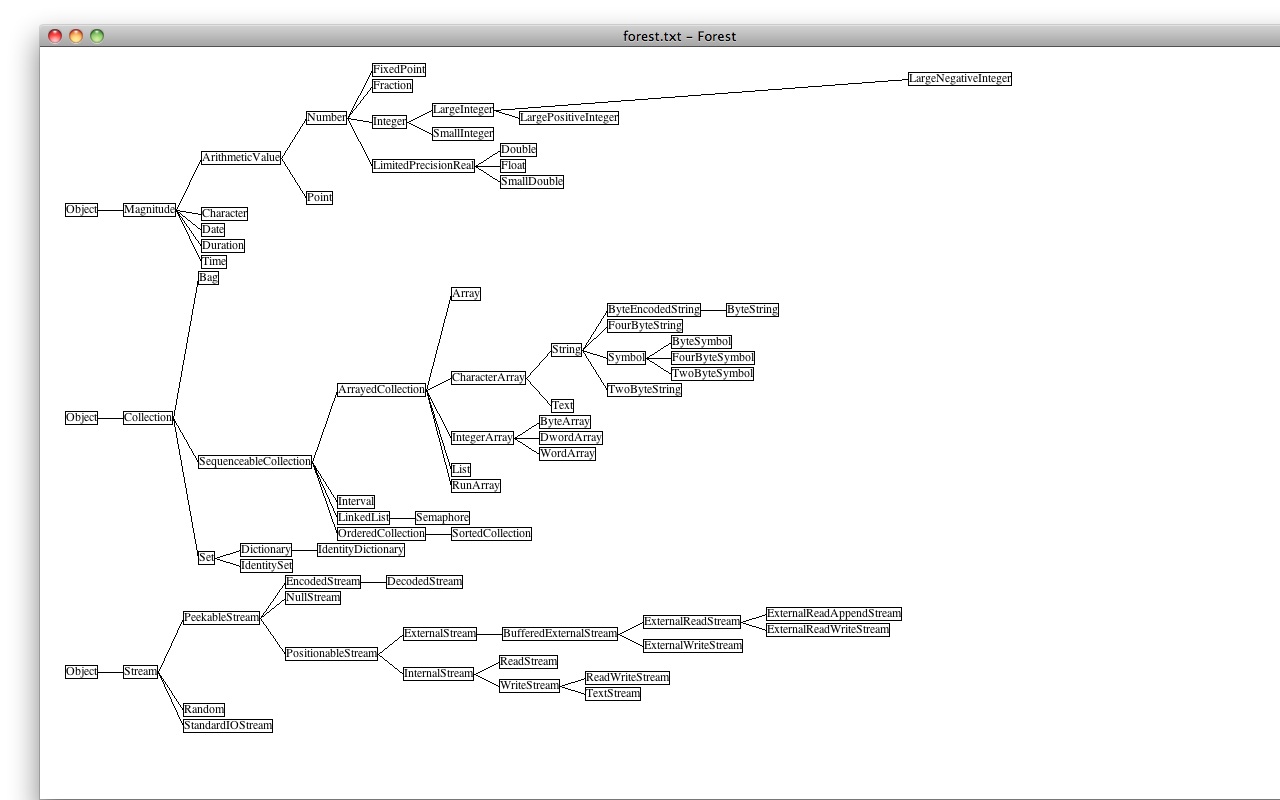 forest.txt – Forest
FixedPoint
LargeNegativeInteger
Fraction
LargeInteger
Number
LargePositiveInteger
Integer
SmallInteger
Double
ArithmeticValue
LimitedPrecisionReal
Float
SmallDouble
Point
Object
Magnitude
Character
Date
Duration
Time
Bag
Array
ByteEncodedString
ByteString
FourByteString
ByteSymbol
String
Symbol
FourByteSymbol
TwoByteSymbol
CharacterArray
ArrayedCollection
TwoByteString
Text
Object
Collection
ByteArray
IntegerArray
DwordArray
WordArray
SequenceableCollection
List
RunArray
Interval
LinkedList
Semaphore
OrderedCollection
SortedCollection
Set
Dictionary
IdentityDictionary
IdentitySet
EncodedStream
DecodedStream
NullStream
PeekableStream
ExternalReadAppendStream
ExternalReadStream
ExternalReadWriteStream
ExternalStream
BufferedExternalStream
ExternalWriteStream
PositionableStream
ReadStream
Object
Stream
InternalStream
ReadWriteStream
WriteStream
TextStream
Random
StandardIOStream